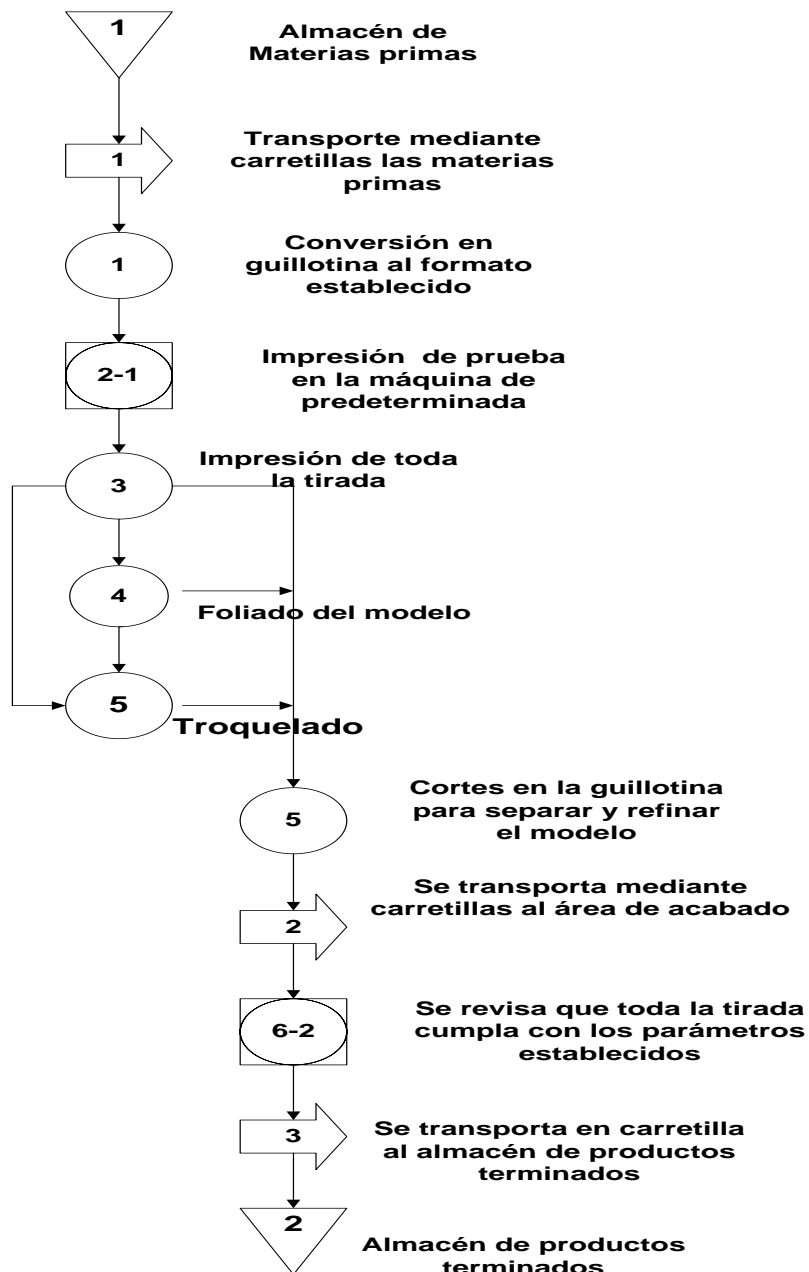 1
Almacén de
Materias primas
1
Transporte mediante
carretillas las materias
primas
1
Conversión en
guillotina al formato
establecido
2-1
Impresión de prueba
en la máquina de
predeterminada
3
Impresión de toda
la tirada
4
Foliado del modelo
5
Troquelado
5
Cortes en la guillotina
para separar y refinar
el modelo
2
Se transporta mediante
carretillas al área de acabado
6-2
Se revisa que toda la tirada
cumpla con los parámetros
establecidos
3
Se transporta en carretilla
al almacén de productos
terminados
2
Almacén de productos
terminados